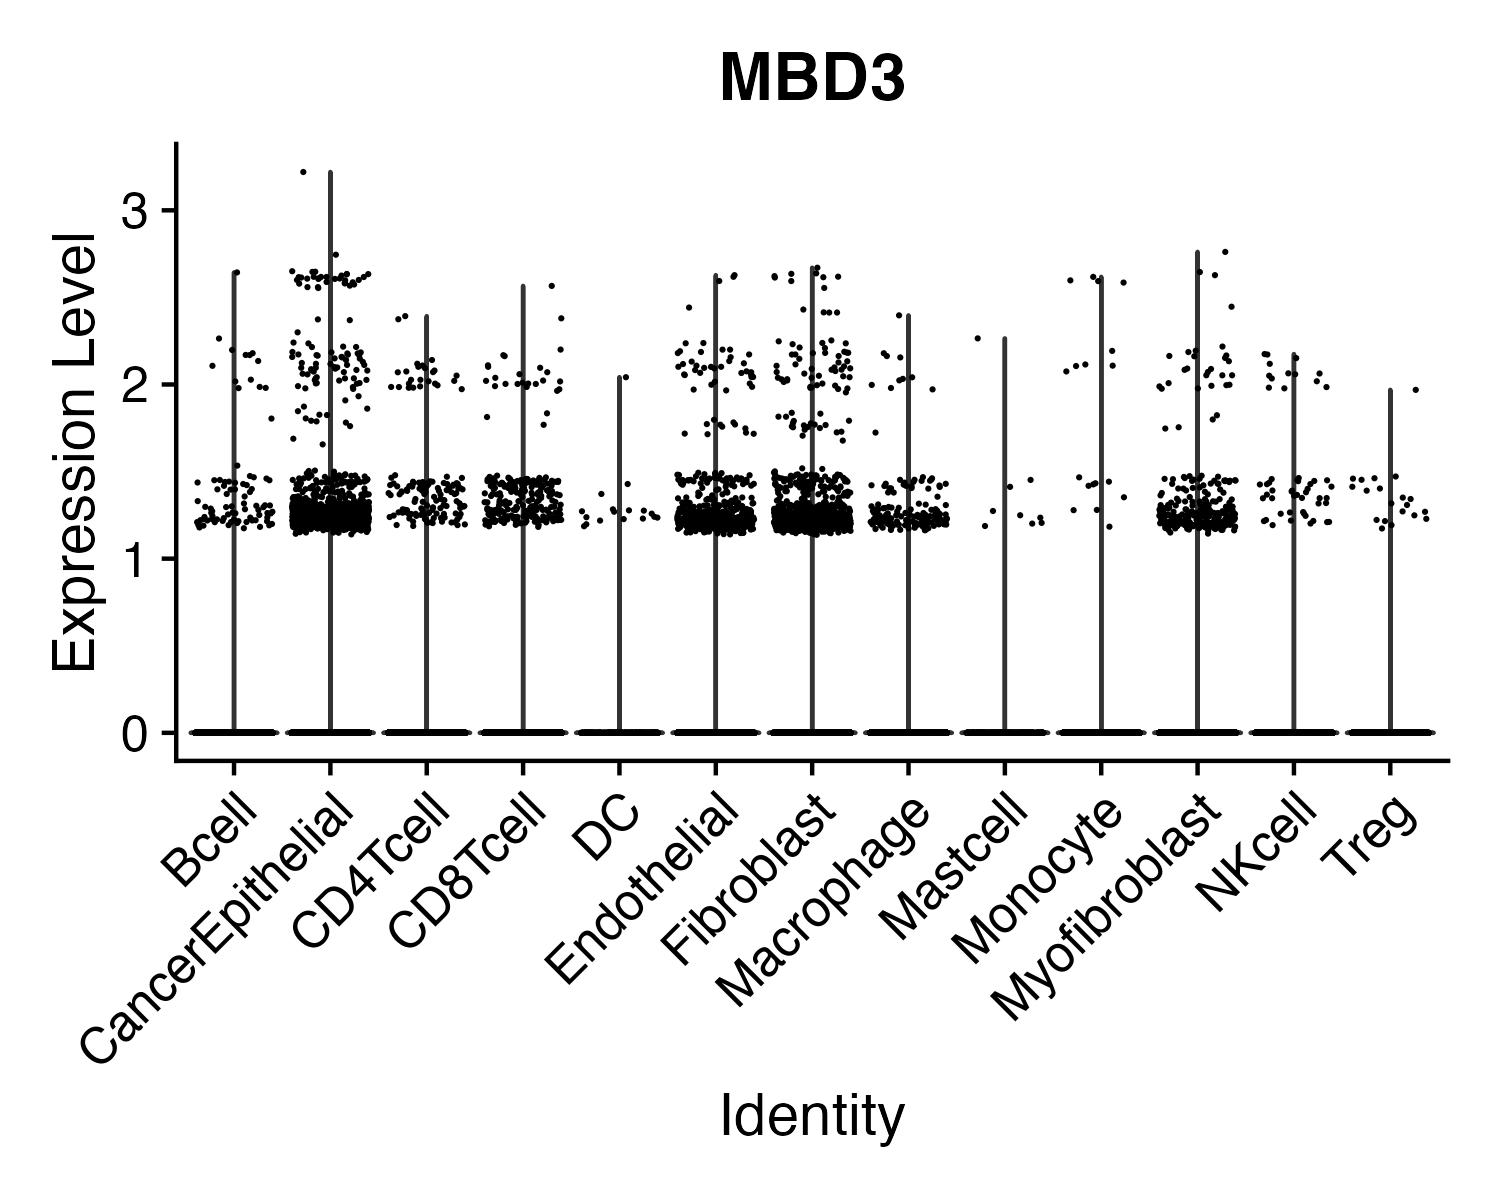 MBD3
Expression Level
3
2
1
0
Bcell
CancerEpithelial
CD4Tcell
CD8Tcell
DC
Endothelial
Fibroblast
Macrophage
Mastcell
Monocyte
Myofibroblast
NKcell
Treg
Identity